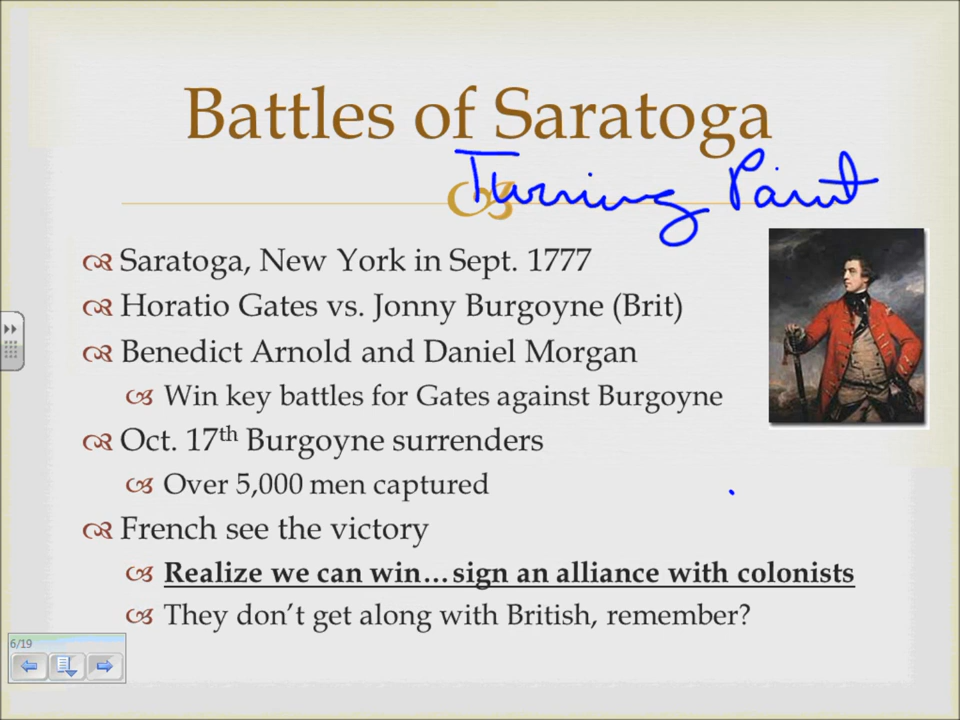 Battles of Saratoga
Turning Point
Saratoga, New York in Sept. 1777
Horatio Gates vs. Jonny Burgoyne (Brit)
Benedict Arnold and Daniel Morgan
Win key battles for Gates against Burgoyne
Oct. 17th Burgoyne surrenders
Over 5,000 men captured
French see the victory
Realize we can win…sign an alliance with colonists
They don’t get along with British, remember?
6/19